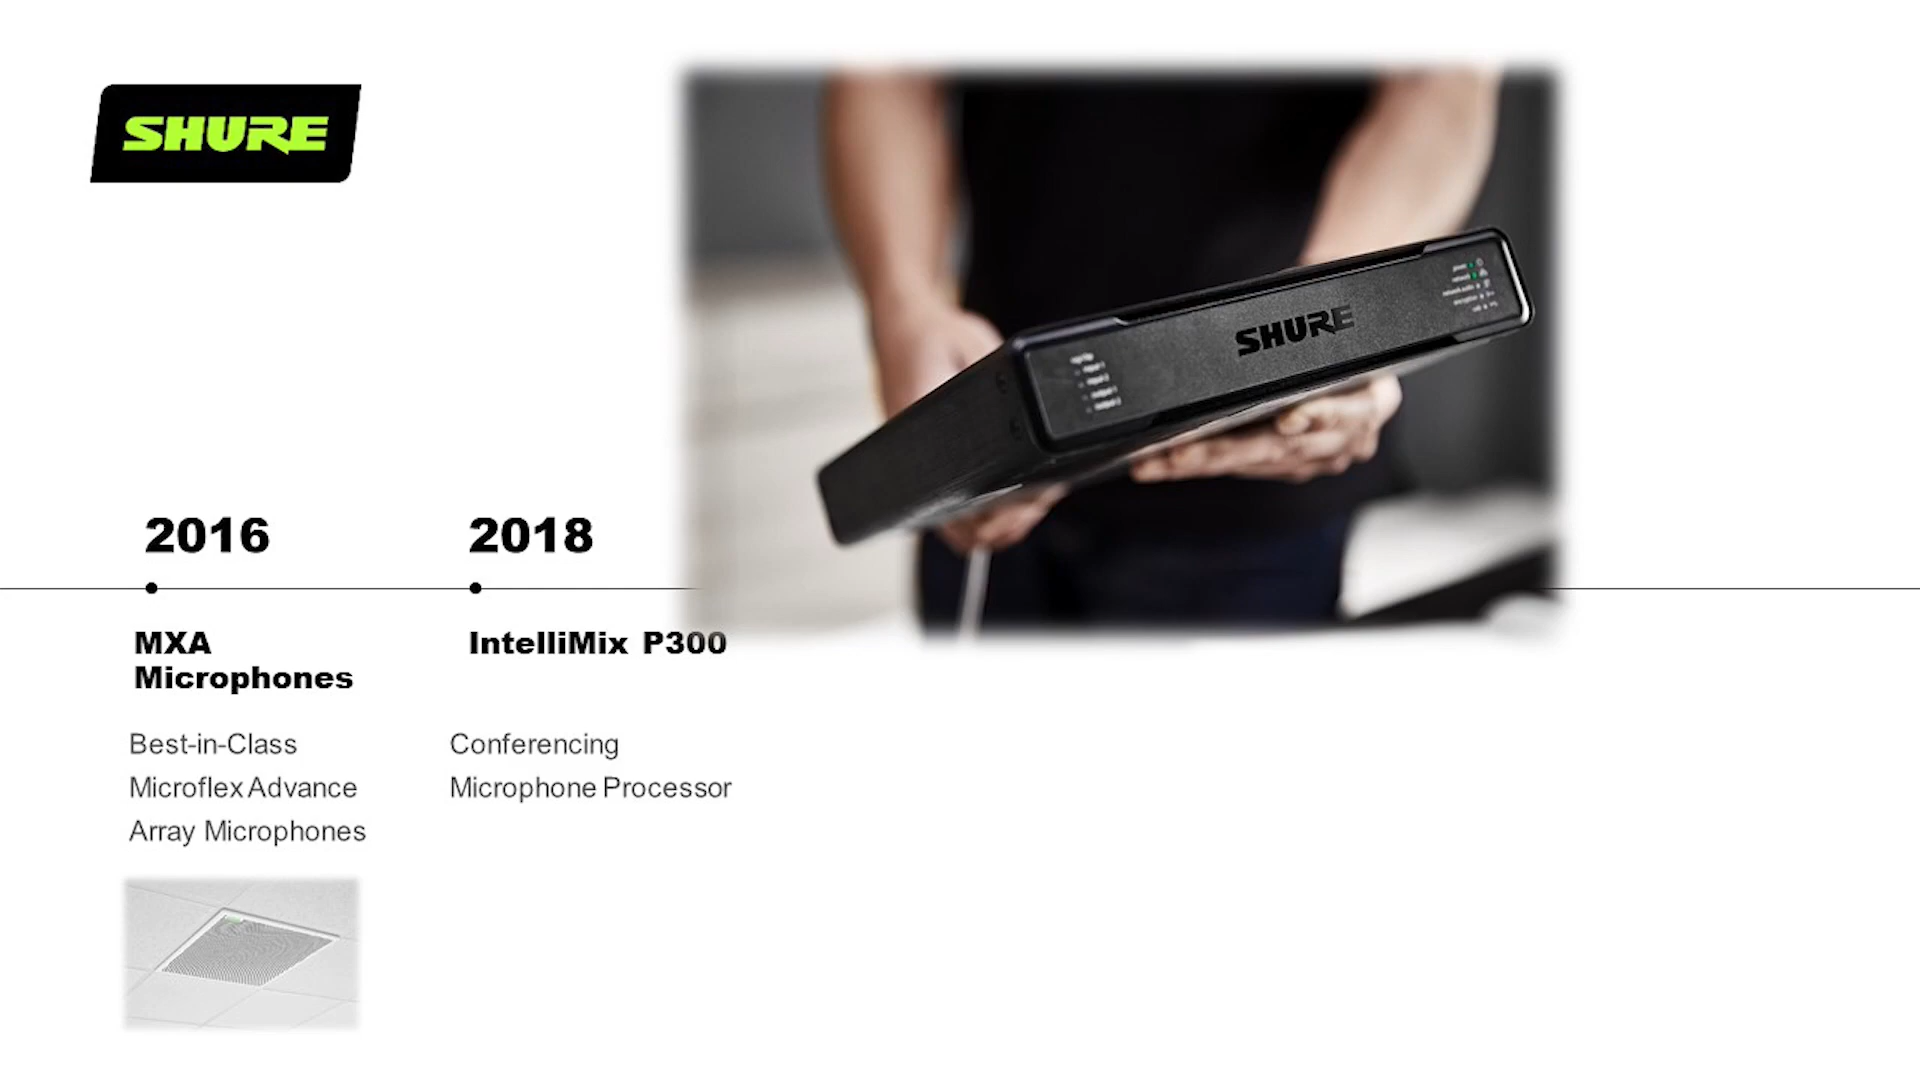 SHURE
SHURE
2016
2018
MXA
Microphones
IntelliMix P300
Best-in-Class
Microflex Advance
Array Microphones
Conferencing
Microphone Processor